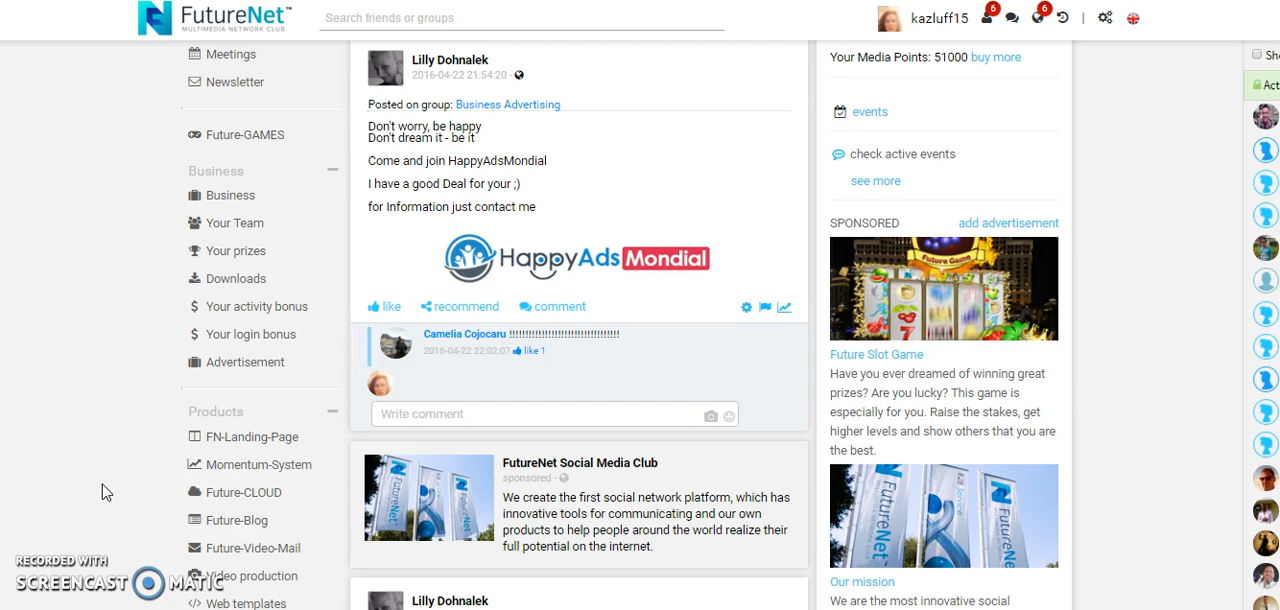 FutureNet™
MULTIMEDIA NETWORK CLUB
Search friends or groups
kazluff15
6
6
|
Meetings
Newsletter
Future-GAMES
Business
Business
Your Team
Your prizes
Downloads
$ Your activity bonus
$ Your login bonus
Advertisement
Products
FN-Landing-Page
Momentum-System
Future-CLOUD
Future-Blog
Future-Video-Mail
Video production
</> Web templates
RECORDED WITH
SCREENCAST MATIC
Lilly Dohnalek
2016-04-22 21:54:20 -
Posted on group: Business Advertising
Don't worry, be happy
Don't dream it - be it
Come and join HappyAdsMondial
I have a good Deal for your ;)
for Information just contact me
HappyAds Mondial
like recommend comment
Camelia Cojocaru !!!!!!!!!!!!!!!!!!!!!!!!!!!!!!!!!!
2016-04-22 22:02:07 like 1
Write comment
FutureNet Social Media Club
sponsored -
We create the first social network platform, which has
innovative tools for communicating and our own
products to help people around the world realize their
full potential on the internet.
Lilly Dohnalek
Your Media Points: 51000 buy more
events
check active events
see more
SPONSORED add advertisement
Future Game
Future Slot Game
Have you ever dreamed of winning great
prizes? Are you lucky? This game is
especially for you. Raise the stakes, get
higher levels and show others that you are
the best.
FutureNet
Our mission
We are the most innovative social
Sho
Act